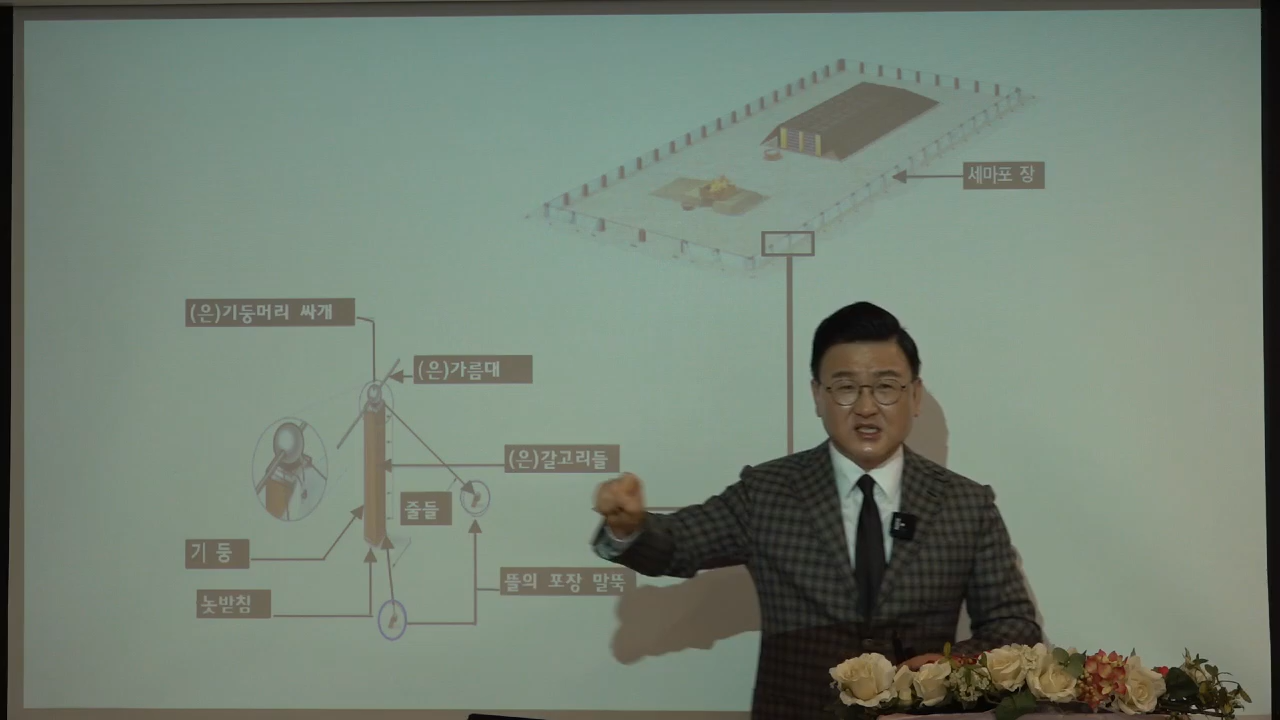 세마포 장
(은)기둥머리 싸개
(은)가름대
(은)갈고리들
줄들
기 둥
뜰의 포장 말뚝
놋받침